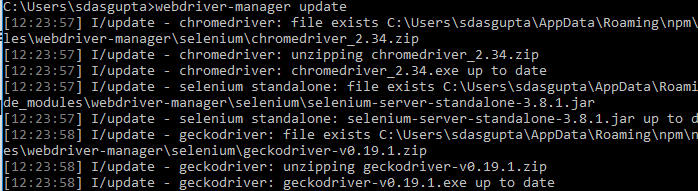 C:\Users\sdasgupta>webdriver-manager update
[12:23:57] I/update - chromedriver: file exists C:\Users\sdasgupta\AppData\Roaming\npm\
les\webdriver-manager\selenium\chromedriver_2.34.zip
[12:23:57] I/update - chromedriver: unzipping chromedriver_2.34.zip
[12:23:57] I/update - chromedriver: chromedriver_2.34.exe up to date
[12:23:57] I/update - selenium standalone: file exists C:\Users\sdasgupta\AppData\Roami
de_modules\webdriver-manager\selenium\selenium-server-standalone-3.8.1.jar
[12:23:57] I/update - selenium standalone: selenium-server-standalone-3.8.1.jar up to d
[12:23:58] I/update - geckodriver: file exists C:\Users\sdasgupta\AppData\Roaming\npm\n
es\webdriver-manager\selenium\geckodriver-v0.19.1.zip
[12:23:58] I/update - geckodriver: unzipping geckodriver-v0.19.1.zip
[12:23:58] I/update - geckodriver: geckodriver-v0.19.1.exe up to date